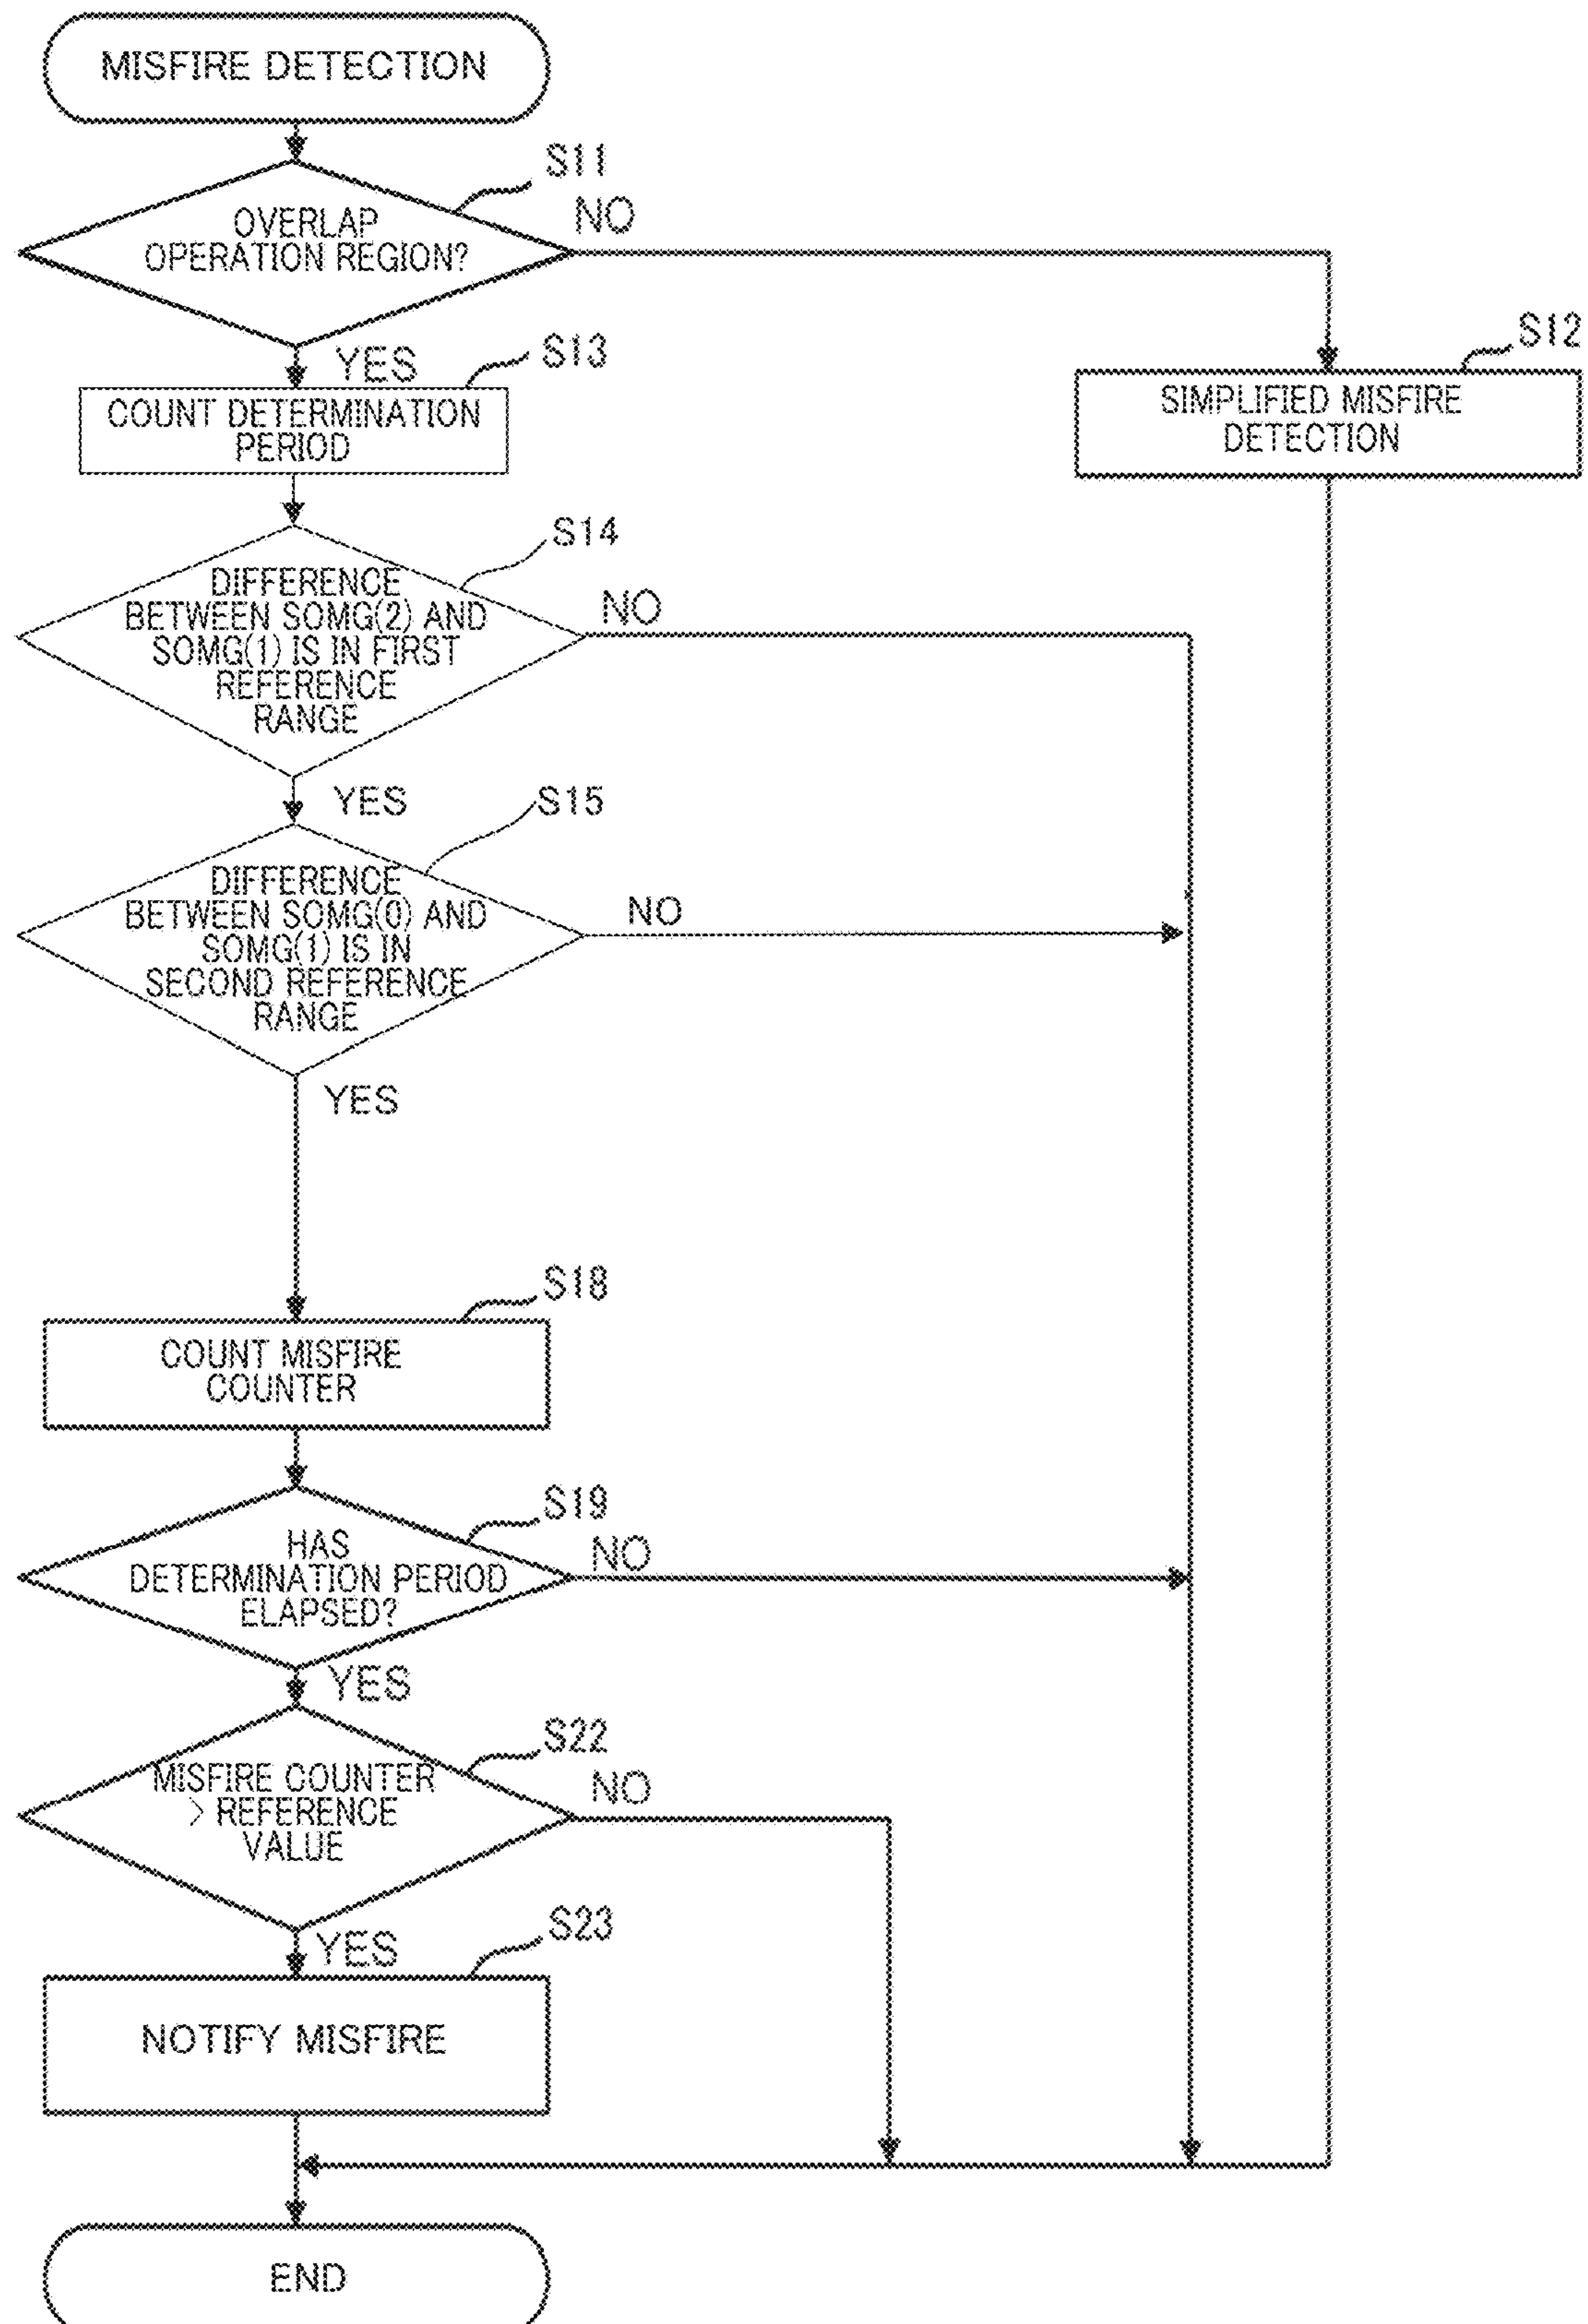 MISFIRE DETECTION
S11
OVERLAP
OPERATION REGION?
NO
YES
S12
SIMPLIFIED MISFIRE
DETECTION
S13
COUNT DETERMINATION
PERIOD
S14
DIFFERENCE
BETWEEN SOMG(2) AND
SOMG(1) IS IN FIRST
REFERENCE
RANGE
NO
YES
S15
DIFFERENCE
BETWEEN SOMG(0) AND
SOMG(1) IS IN
SECOND REFERENCE
RANGE
NO
YES
S18
COUNT MISFIRE
COUNTER
S19
HAS
DETERMINATION PERIOD
ELAPSED?
NO
YES
S22
MISFIRE COUNTER
> REFERENCE
VALUE
NO
YES
S23
NOTIFY MISFIRE
END